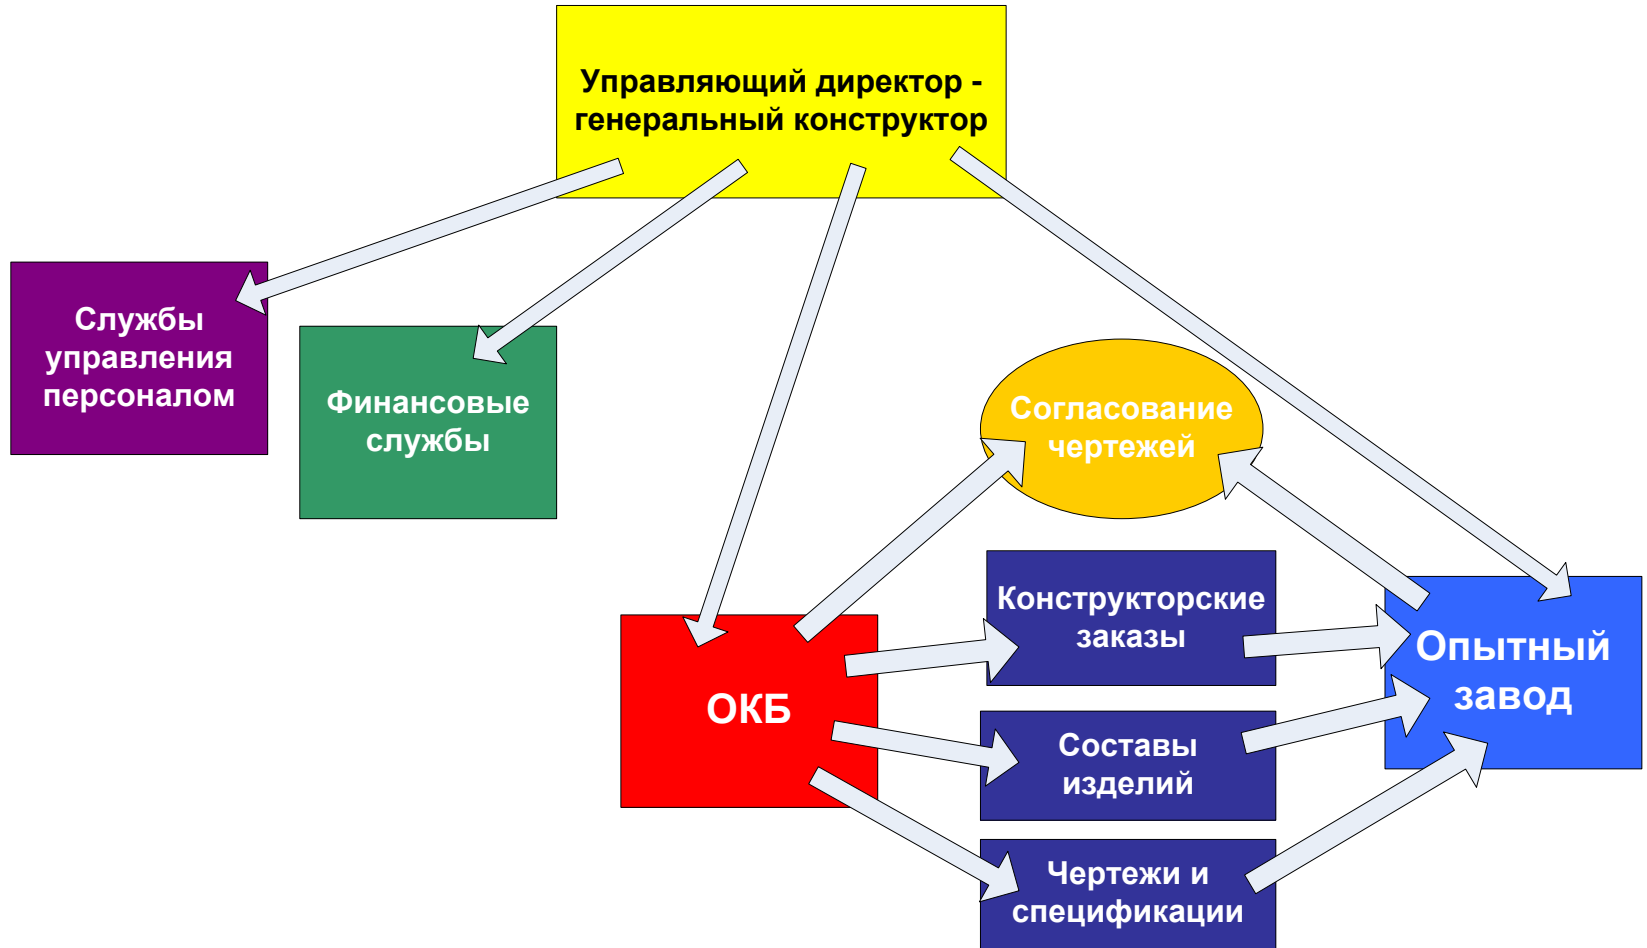 Управляющий директор -
генеральный конструктор
Службы
управления
персоналом
Финансовые
службы
Согласование
чертежей
Конструкторские
заказы
Опытный
завод
ОКБ
Составы
изделий
Чертежи и
спецификации